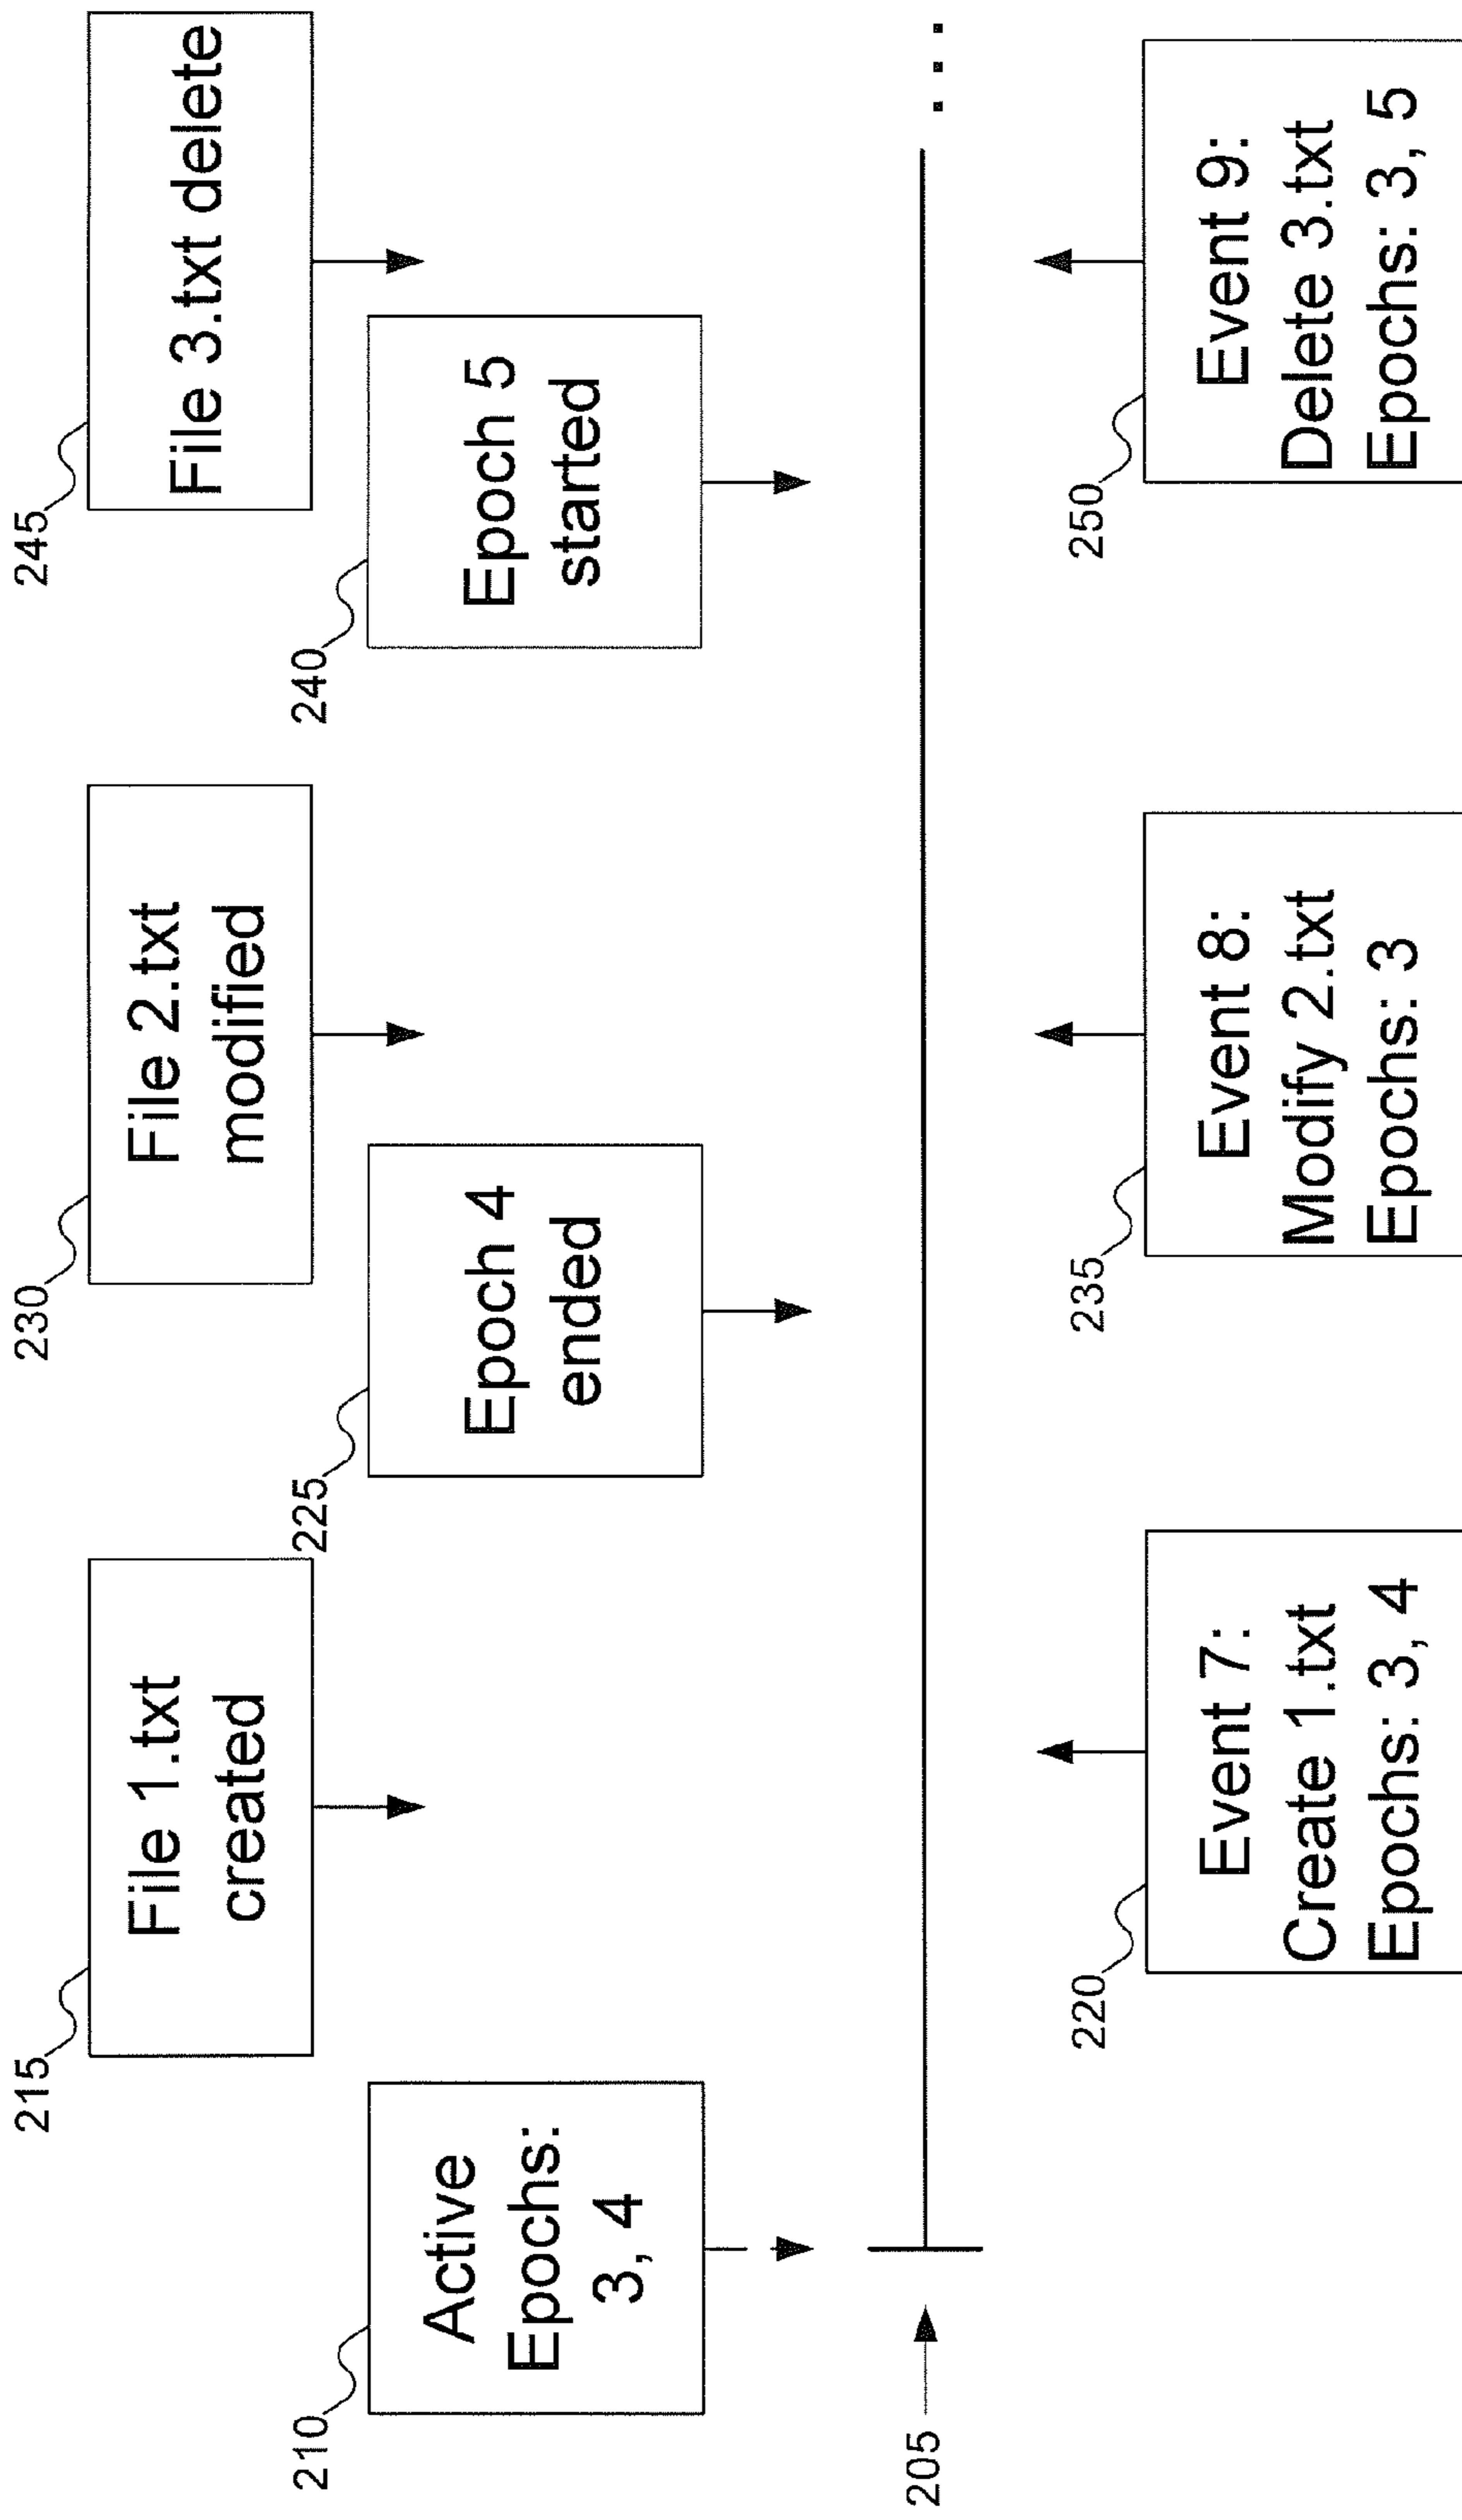 215
File 1.txt
created
230
File 2.txt
modified
245
File 3.txt delete
210
Active
Epochs:
3, 4
225
Epoch 4
ended
240
Epoch 5
started
205
...
220
Event 7:
Create 1.txt
Epochs: 3, 4
235
Event 8:
Modify 2.txt
Epochs: 3
250
Event 9:
Delete 3.txt
Epochs: 3, 5